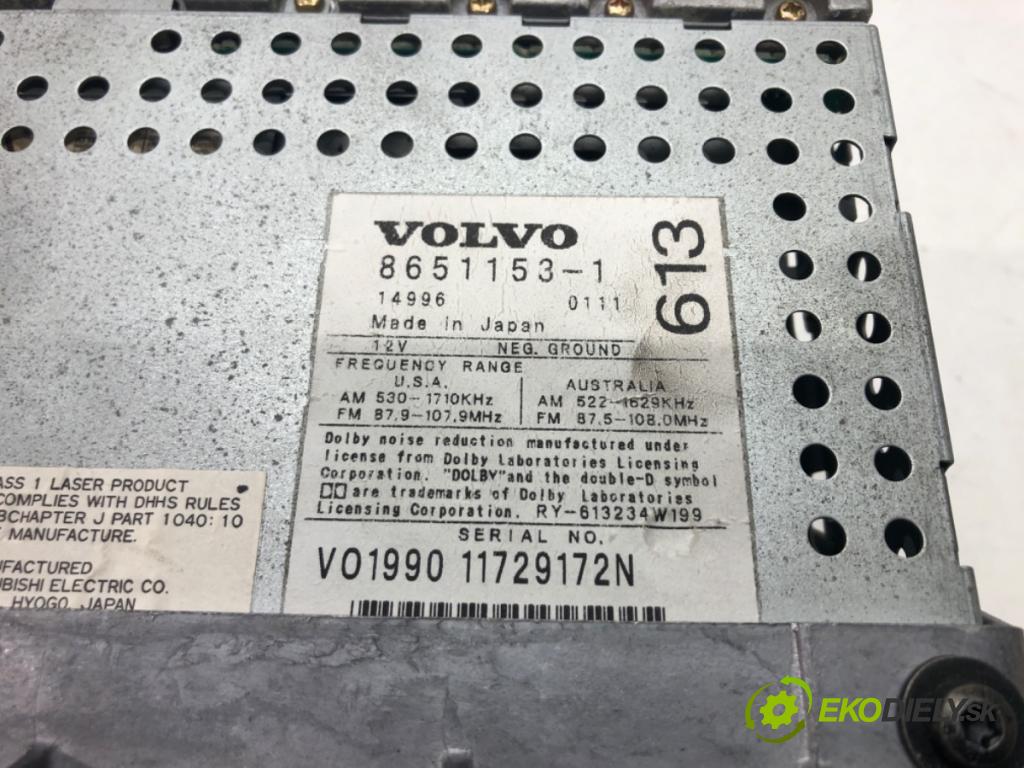 VOLVO
8651153-1
613
14996 0111
Made in Japan
12V NEG. GROUND
FREQUENCY RANGE
U.S.A.
AM 530-1710KHz
FM 87.9-107.9MHz
AUSTRALIA
AM 522-1629KHz
FM 87.5-108.0MHz
Dolby noise reduction manufactured under
license from Dolby Laboratories Licensing
Corporation. "DOLBY" and the double-D symbol
are trademarks of Dolby Laboratories
Licensing Corporation. RY-613234W199
SERIAL NO.
VO1990 11729172N
ASS 1 LASER PRODUCT
COMPLIES WITH DHHS RULES
BCHAPTER J PART 1040:10
MANUFACTURE.
UFACTURED
UBISHI ELECTRIC CO.
HYOGO, JAPAN
EKODIELY.SK